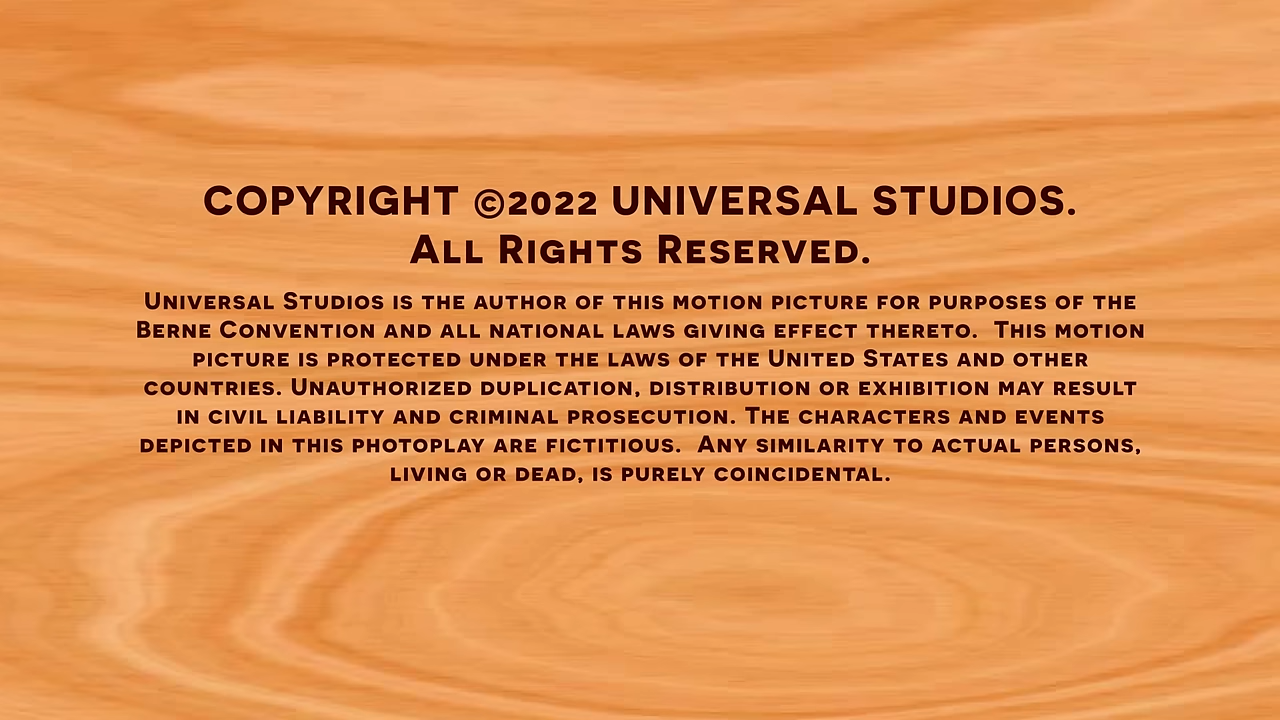 COPYRIGHT ©2022 UNIVERSAL STUDIOS.
ALL RIGHTS RESERVED.
UNIVERSAL STUDIOS IS THE AUTHOR OF THIS MOTION PICTURE FOR PURPOSES OF THE
BERNE CONVENTION AND ALL NATIONAL LAWS GIVING EFFECT THERETO.  THIS MOTION
PICTURE IS PROTECTED UNDER THE LAWS OF THE UNITED STATES AND OTHER
COUNTRIES. UNAUTHORIZED DUPLICATION, DISTRIBUTION OR EXHIBITION MAY RESULT
IN CIVIL LIABILITY AND CRIMINAL PROSECUTION. THE CHARACTERS AND EVENTS
DEPICTED IN THIS PHOTOPLAY ARE FICTITIOUS.  ANY SIMILARITY TO ACTUAL PERSONS,
LIVING OR DEAD, IS PURELY COINCIDENTAL.